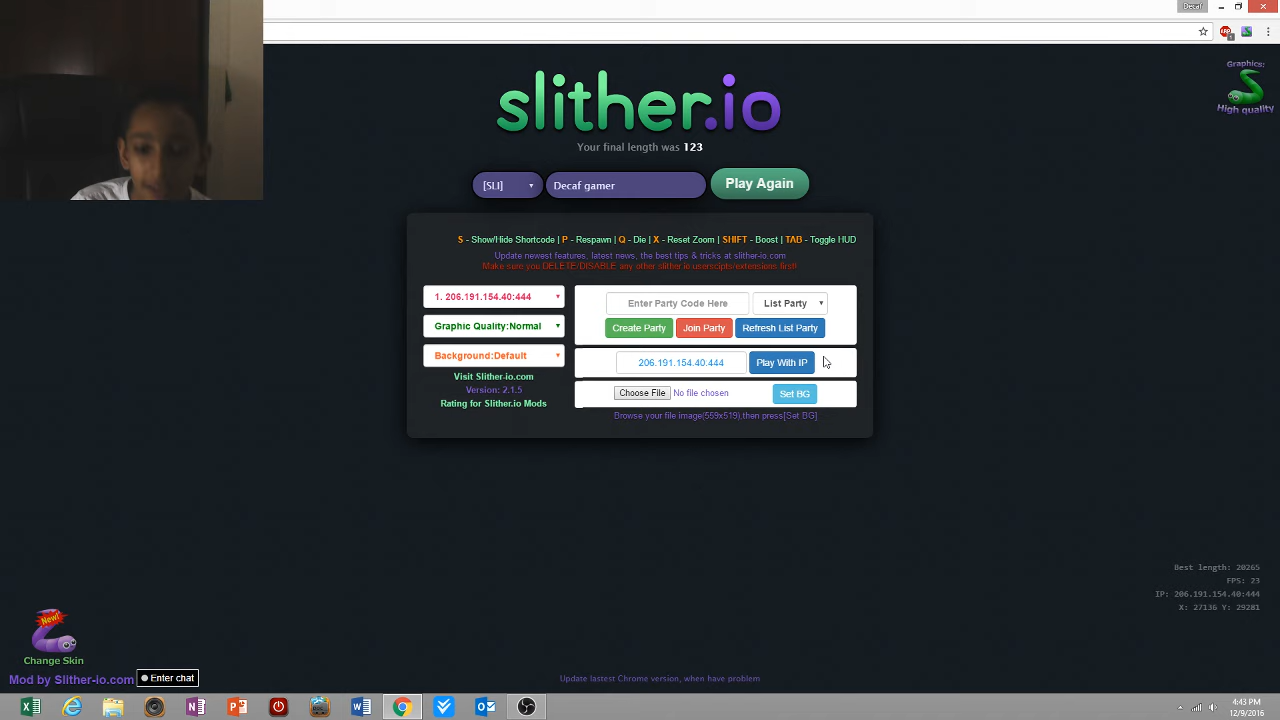 Decaf
Graphics:
High quality
slither.io
Your final length was 123
[SLI]
Decaf gamer
Play Again
S - Show/Hide Shortcode | P - Respawn | Q - Die | X - Reset Zoom | SHIFT - Boost | TAB - Toggle HUD
Update newest features, latest news, the best tips & tricks at slither-io.com
Make sure you DELETE/DISABLE any other slither.io userscipts/extensions first!!
1. 206.191.154.40:444
Graphic Quality:Normal
Background:Default
Visit Slither-io.com
Version: 2.1.5
Rating for Slither.io Mods
Enter Party Code Here
List Party
Create Party
Join Party
Refresh List Party
206.191.154.40:444
Play With IP
Choose File No file chosen
Set BG
Browse your file image(559x519),then press[Set BG]
Best length: 20265
FPS: 23
IP: 206.191.154.40:444
X: 27136 Y: 29281
New!
Change Skin
Mod by Slither-io.com
Enter chat
Update lastest Chrome version, when have problem
4:43 PM
12/9/2016